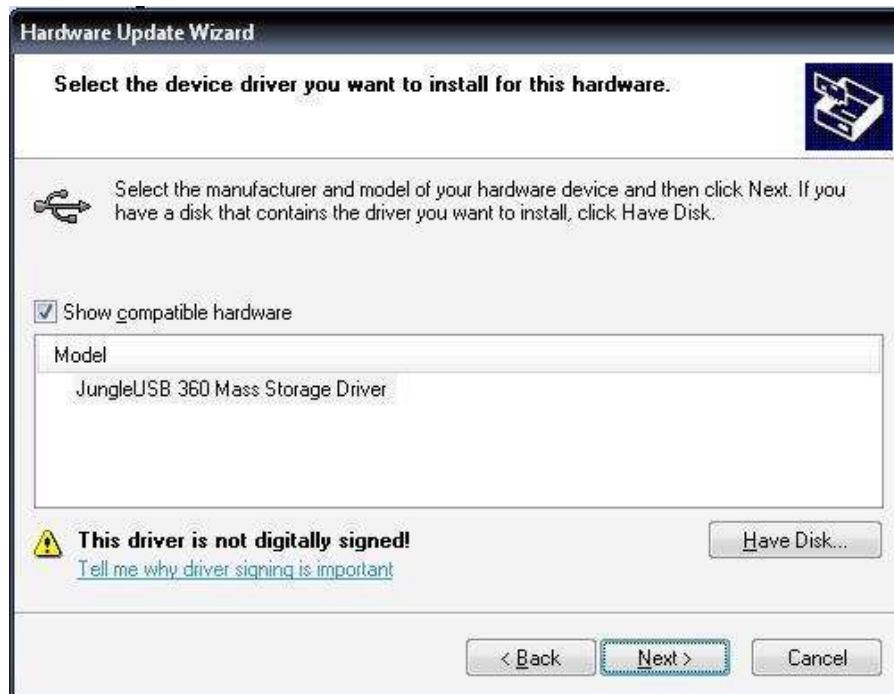 Hardware Update Wizard
Select the device driver you want to install for this hardware.
Select the manufacturer and model of your hardware device and then click Next. If you
have a disk that contains the driver you want to install, click Have Disk.
Show compatible hardware
Model
JungleUSB 360 Mass Storage Driver
This driver is not digitally signed!
Have Disk...
Tell me why driver signing is important
< Back
Next >
Cancel